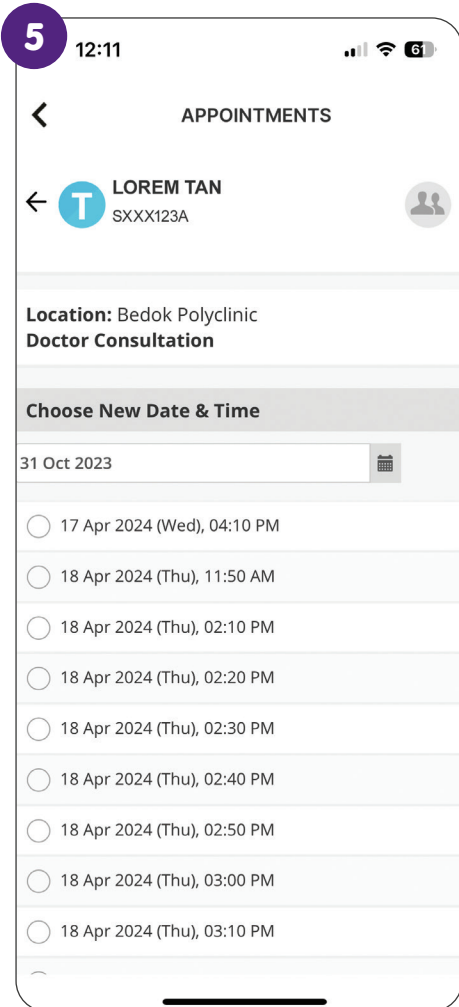 5
12:11
61
APPOINTMENTS
T
LOREM TAN
SXXX123A
Location: Bedok Polyclinic
Doctor Consultation
Choose New Date & Time
31 Oct 2023
17 Apr 2024 (Wed), 04:10 PM
18 Apr 2024 (Thu), 11:50 AM
18 Apr 2024 (Thu), 02:10 PM
18 Apr 2024 (Thu), 02:20 PM
18 Apr 2024 (Thu), 02:30 PM
18 Apr 2024 (Thu), 02:40 PM
18 Apr 2024 (Thu), 02:50 PM
18 Apr 2024 (Thu), 03:00 PM
18 Apr 2024 (Thu), 03:10 PM